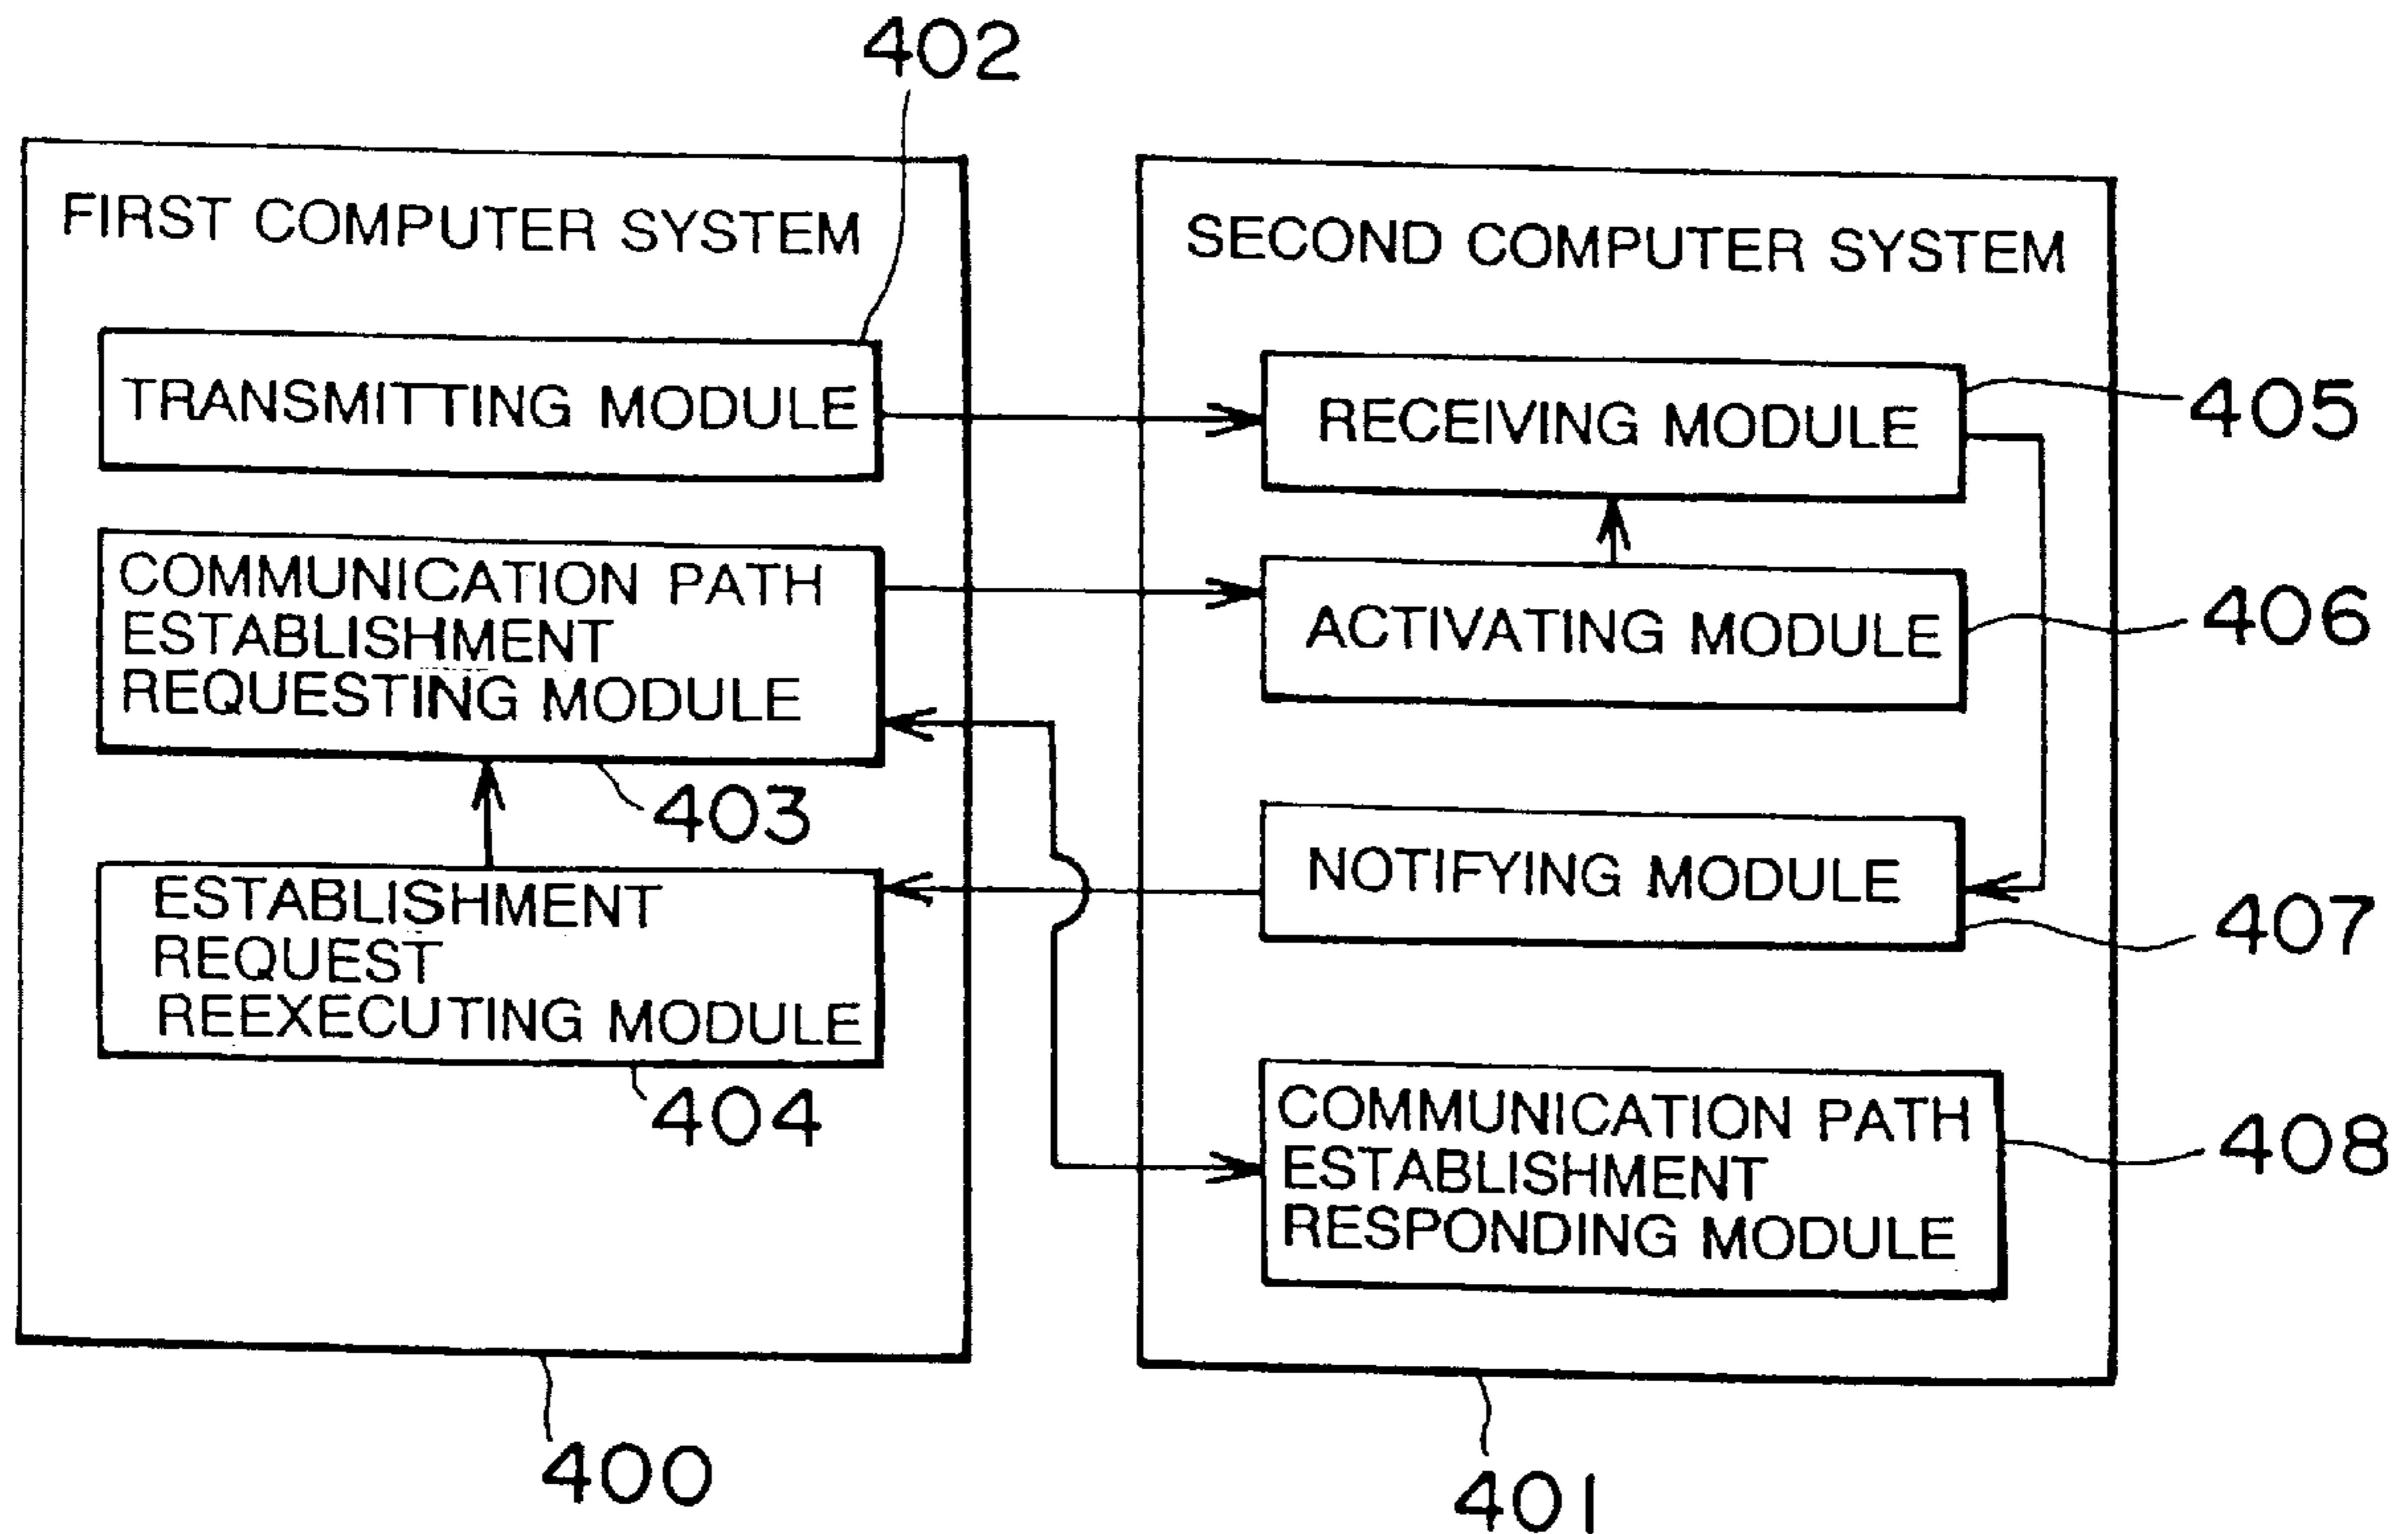 402
FIRST COMPUTER SYSTEM
TRANSMITTING MODULE
COMMUNICATION PATH
ESTABLISHMENT
REQUESTING MODULE
403
ESTABLISHMENT
REQUEST
REEXECUTING MODULE
404
400
SECOND COMPUTER SYSTEM
RECEIVING MODULE
405
ACTIVATING MODULE
406
NOTIFYING MODULE
407
COMMUNICATION PATH
ESTABLISHMENT
RESPONDING MODULE
408
401